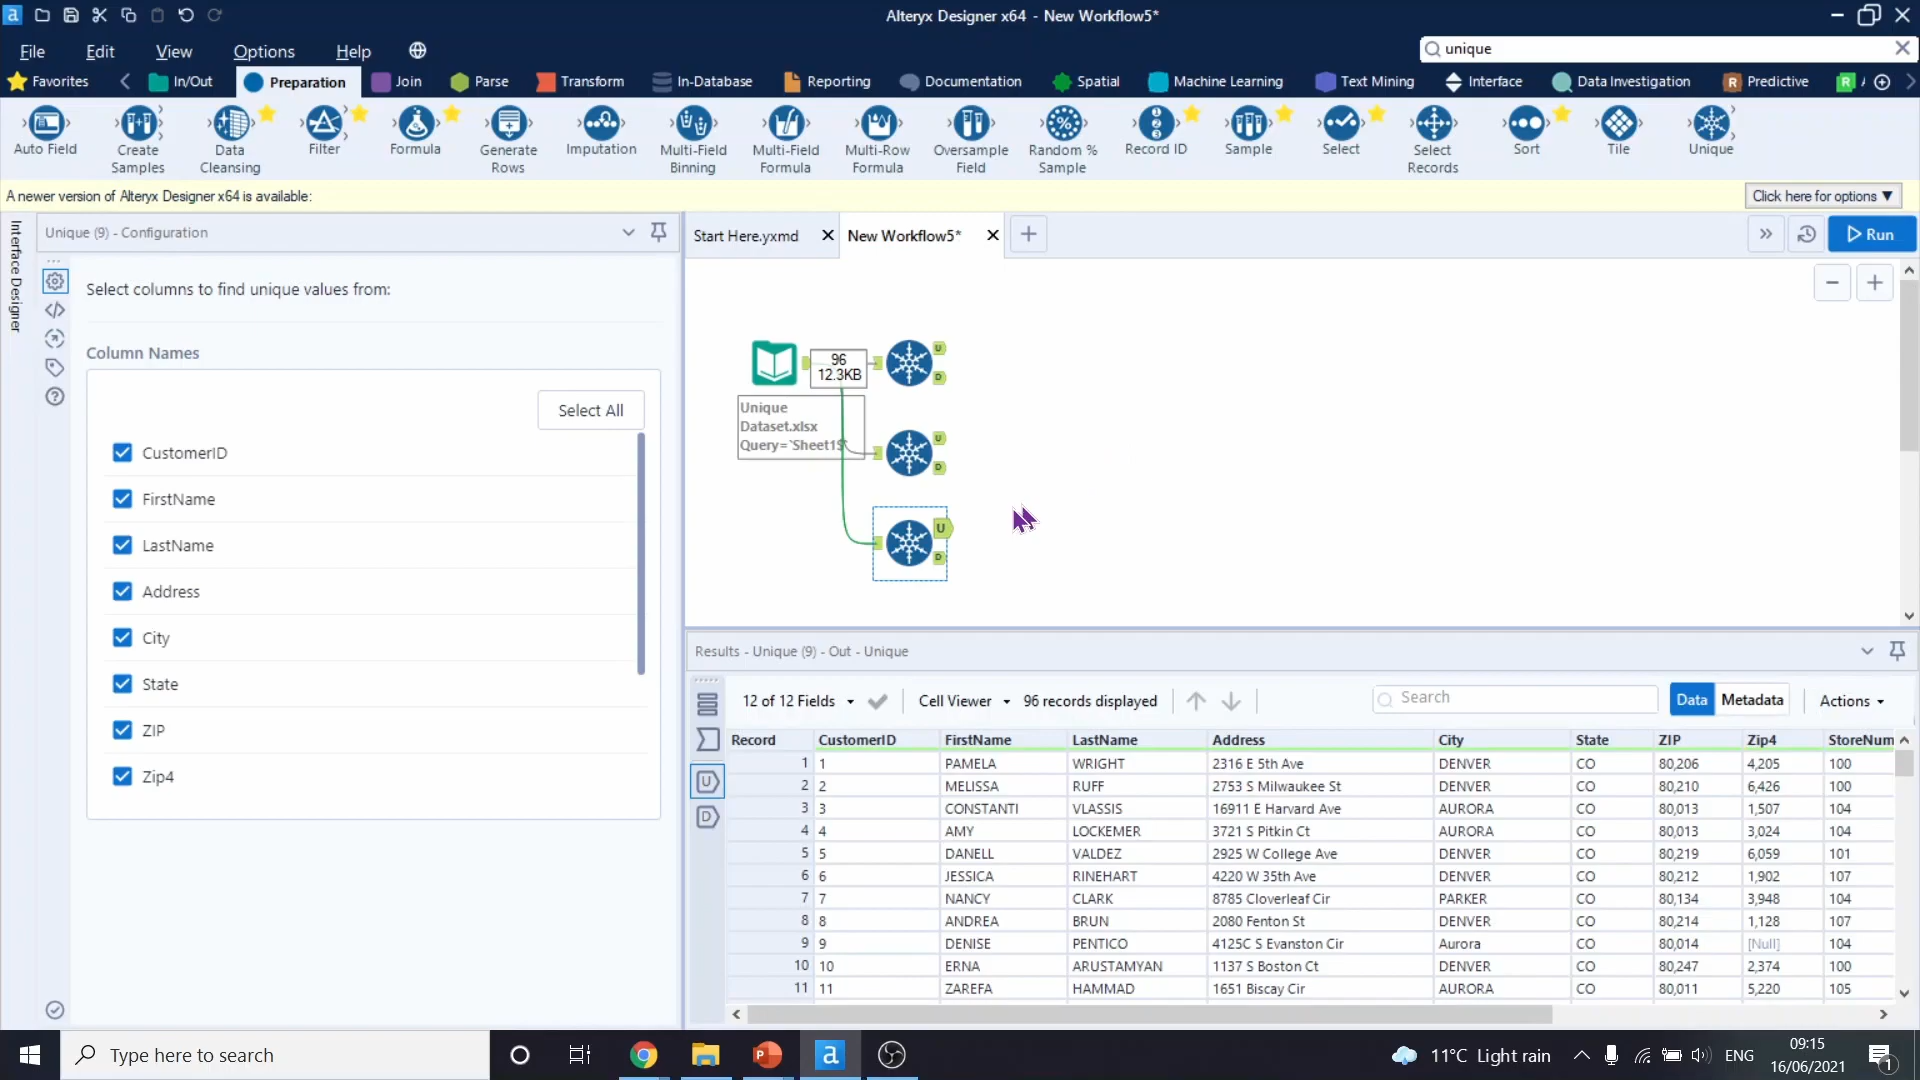 Alteryx Designer x64 - New Workflow5*
File Edit View Options Help
unique
Favorites In/Out Preparation Join Parse Transform In-Database Reporting Documentation Spatial Machine Learning Text Mining Interface Data Investigation Predictive
Auto Field
Create
Samples
Data
Cleansing
Filter
Formula
Generate
Rows
Imputation
Multi-Field
Binning
Multi-Field
Formula
Multi-Row
Formula
Oversample
Field
Random %
Sample
Record ID
Sample
Select
Select
Records
Sort
Tile
Unique
A newer version of Alteryx Designer x64 is available:
Click here for options ▼
Interface Designer
Unique (9) - Configuration
Select columns to find unique values from:
Column Names
Select All
CustomerID
FirstName
LastName
Address
City
State
ZIP
Zip4
Start Here.yxmd
New Workflow5*
Run
96
12.3KB
U
D
Unique
Dataset.xlsx
Query=`Sheet1$`
U
D
U
D
Results - Unique (9) - Out - Unique
12 of 12 Fields Cell Viewer 96 records displayed Search Data Metadata Actions
Record CustomerID FirstName LastName Address City State ZIP Zip4 StoreNum
1 1 PAMELA WRIGHT 2316 E 5th Ave DENVER CO 80,206 4,205 100
2 2 MELISSA RUFF 2753 S Milwaukee St DENVER CO 80,210 6,426 100
3 3 CONSTANTI VLASSIS 16911 E Harvard Ave AURORA CO 80,013 1,507 104
4 4 AMY LOCKEMER 3721 S Pitkin Ct AURORA CO 80,013 3,024 104
5 5 DANELL VALDEZ 2925 W College Ave DENVER CO 80,219 6,059 101
6 6 JESSICA RINEHART 4220 W 35th Ave DENVER CO 80,212 1,902 107
7 7 NANCY CLARK 8785 Cloverleaf Cir PARKER CO 80,134 3,948 104
8 8 ANDREA BRUN 2080 Fenton St DENVER CO 80,214 1,128 107
9 9 DENISE PENTICO 4125C S Evanston Cir Aurora CO 80,014 [Null] 104
10 10 ERNA ARUSTAMYAN 1137 S Boston Ct DENVER CO 80,247 2,374 100
11 11 ZAREFA HAMMAD 1651 Biscay Cir AURORA CO 80,011 5,220 105
Type here to search
11°C Light rain
ENG
09:15
16/06/2021
1